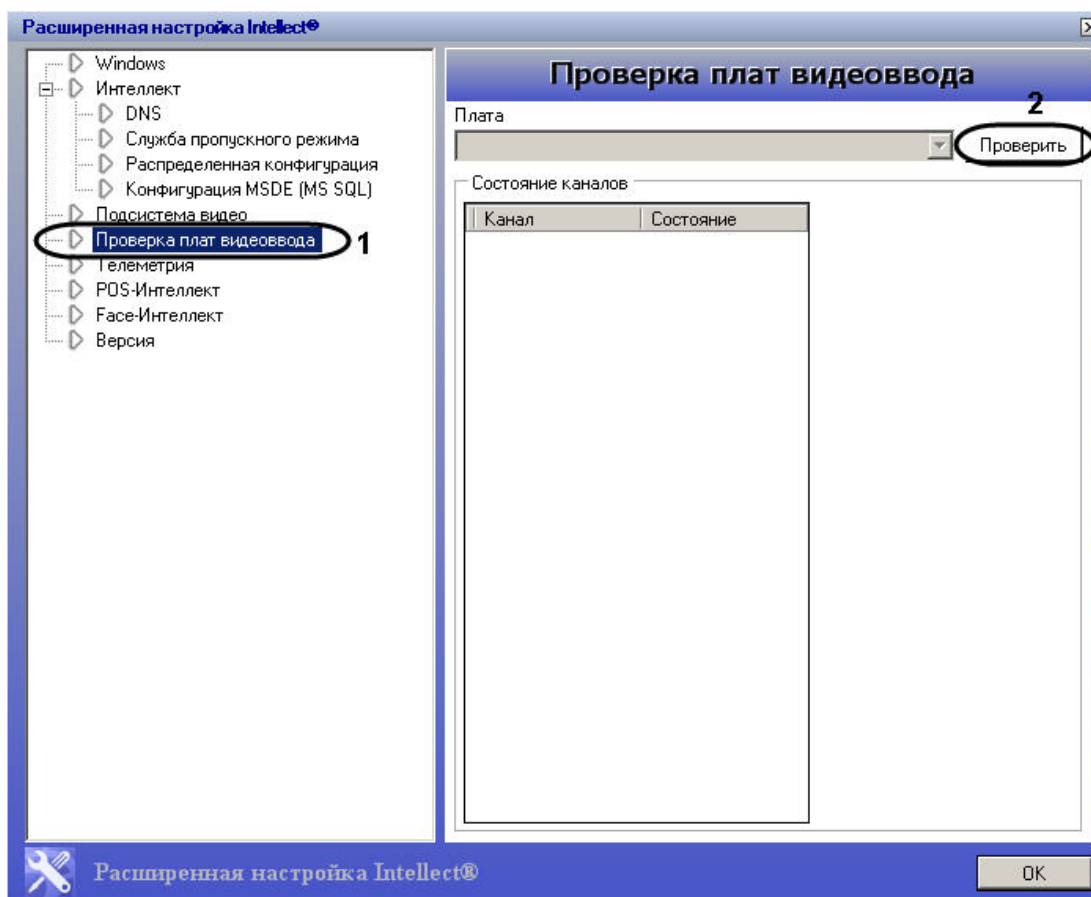 Расширенная настройка Intellect®
Windows
Интеллект
DNS
Служба пропускного режима
Распределенная конфигурация
Конфигурация MSDE (MS SQL)
Подсистема видео
Проверка плат видеоввода 1
Телеметрия
POS-Интеллект
Face-Интеллект
Версия
Проверка плат видеоввода
Плата
2
Проверить
Состояние каналов
Канал Состояние
Расширенная настройка Intellect®
OK